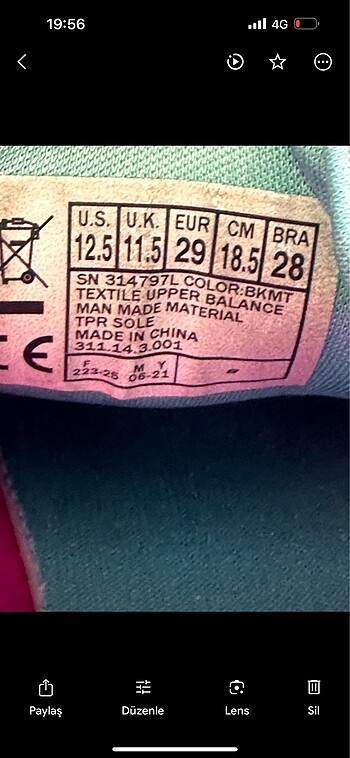 19:56
4G
U.S. U.K. EUR CM BRA
12.5 11.5 29 18.5 28
SN 314797L COLOR:BKMT
TEXTILE UPPER BALANCE
MAN MADE MATERIAL
TPR SOLE
MADE IN CHINA
311.14.3.001
F M Y
223-25 06-21
CE
Paylaş Düzenle Lens Sil